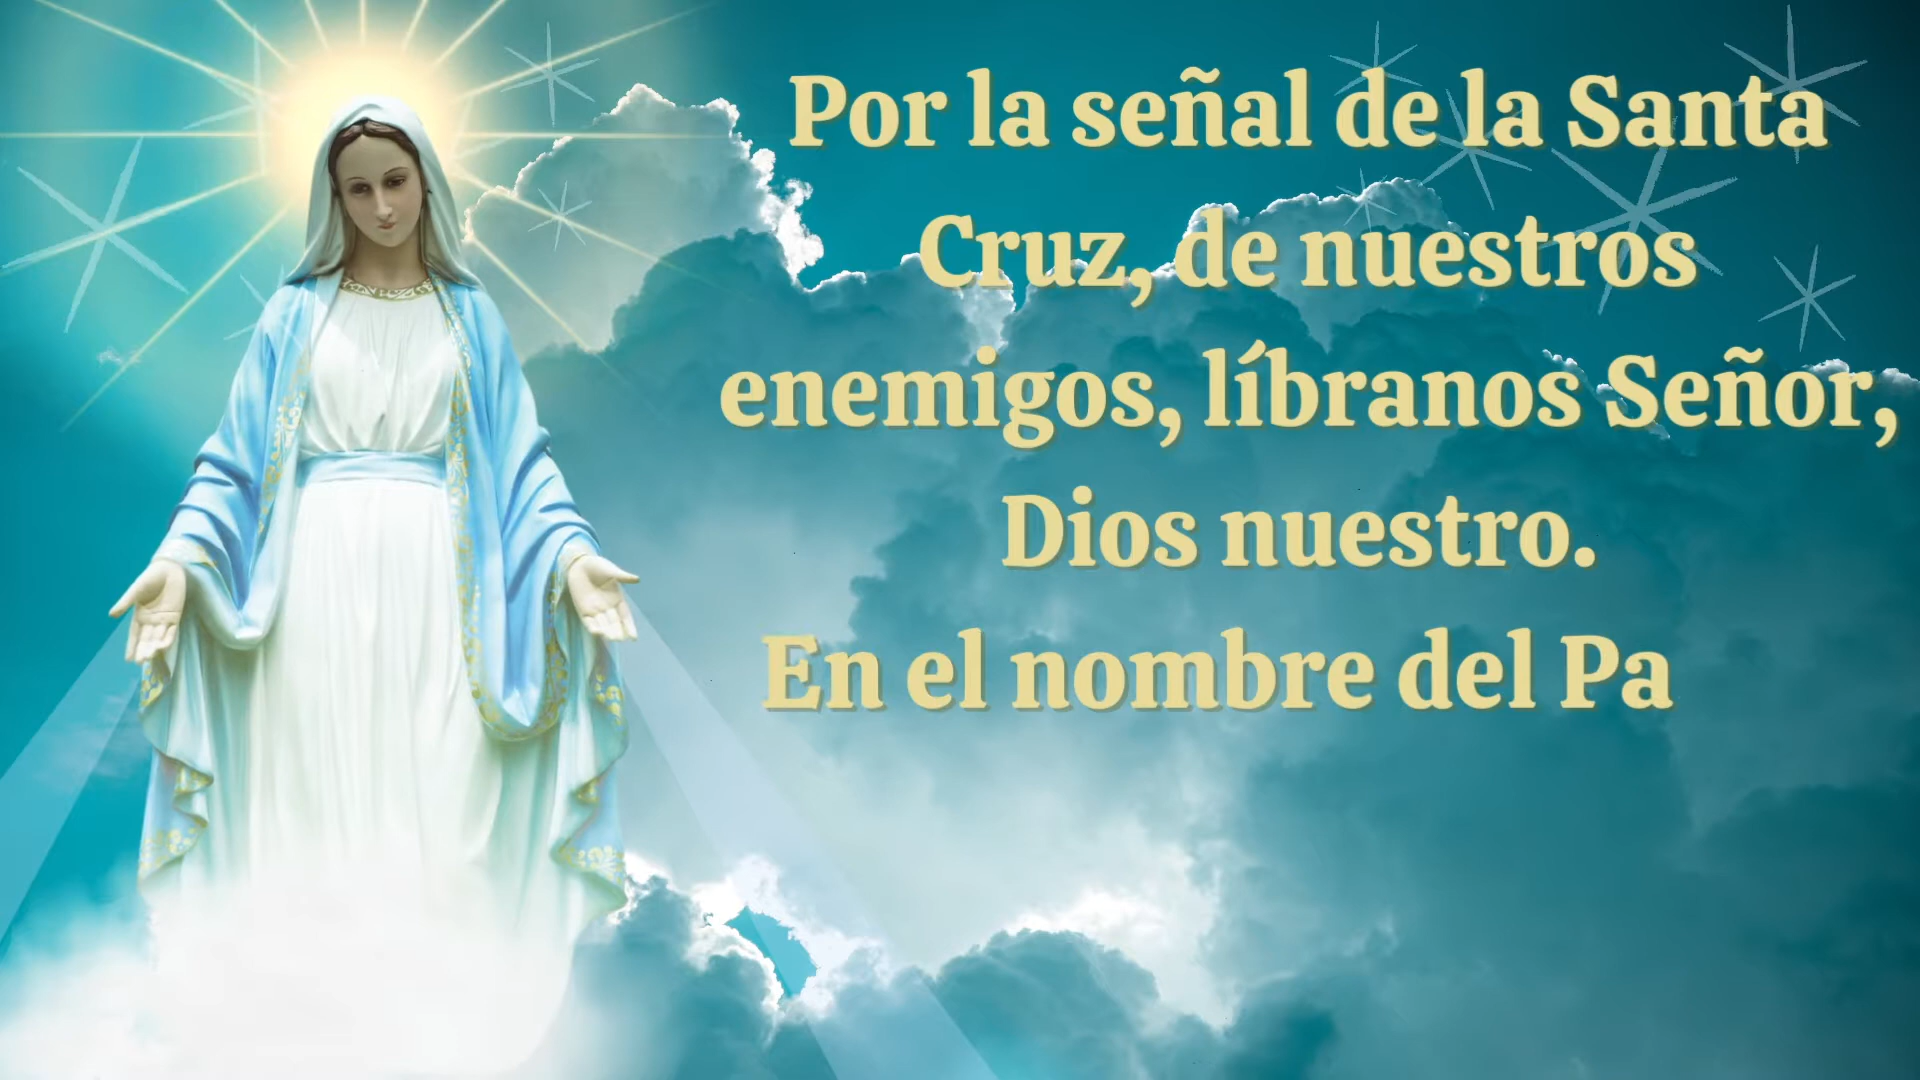 Por la señal de la Santa
Cruz, de nuestros
enemigos, líbranos Señor,
Dios nuestro.
En el nombre del Pa